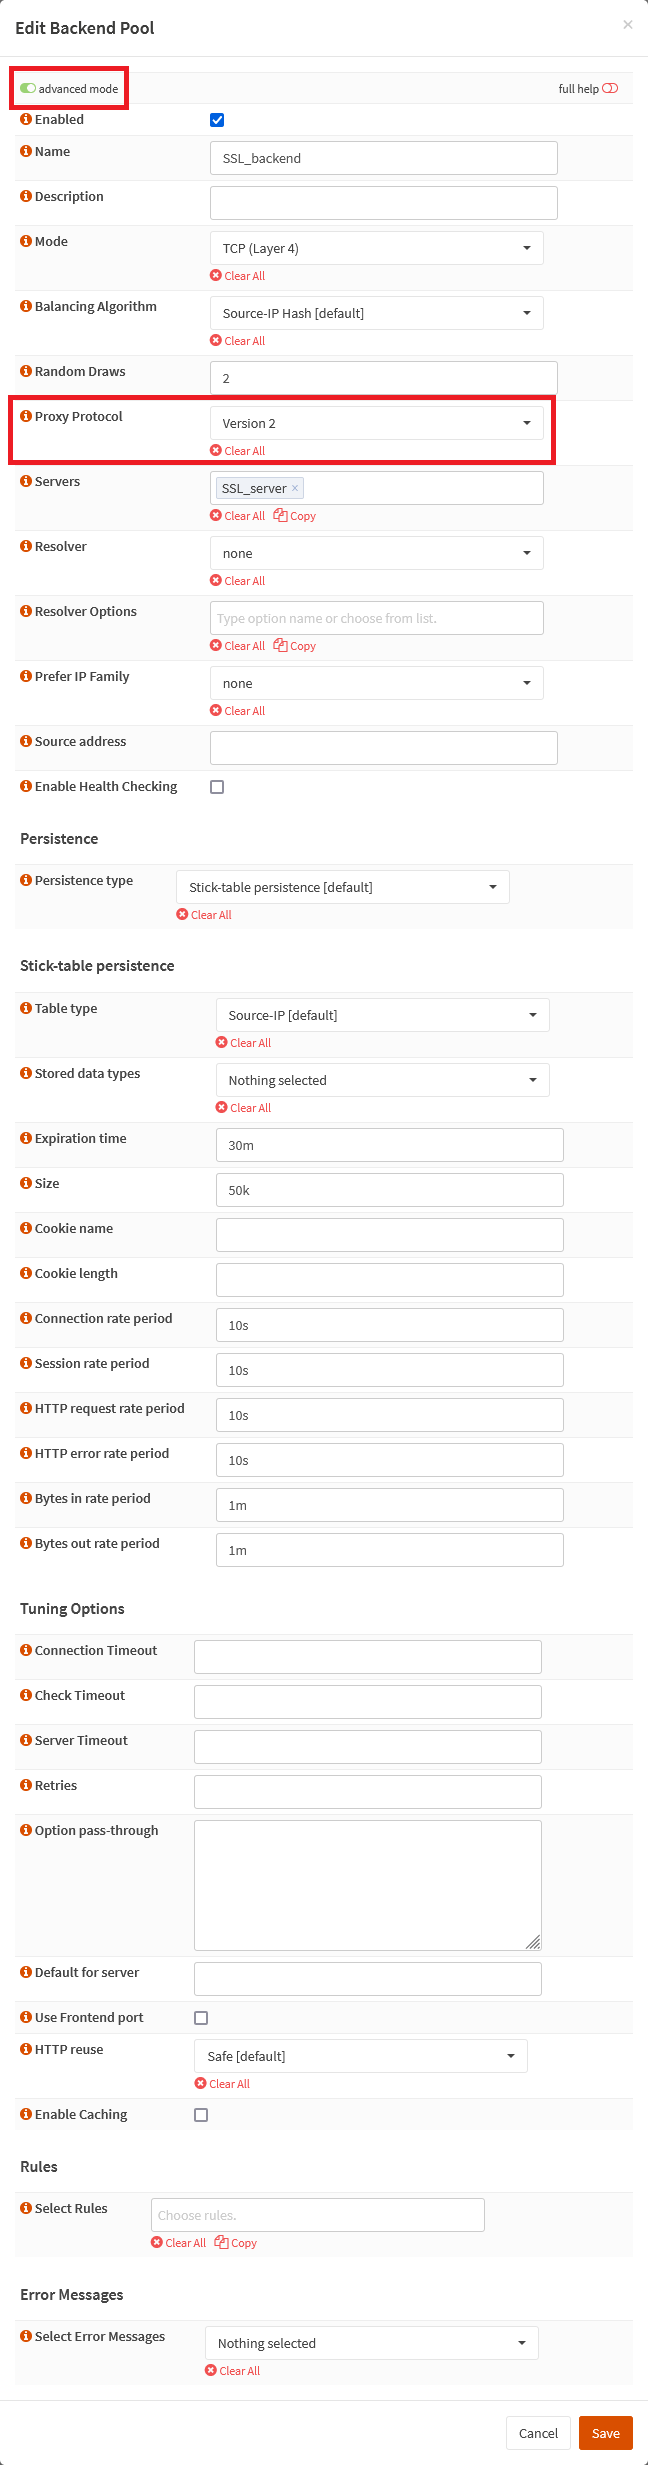 Edit Backend Pool ×
advanced mode full help
Enabled
Name SSL_backend
Description
Mode TCP (Layer 4)
Clear All
Balancing Algorithm Source-IP Hash [default]
Clear All
Random Draws 2
Proxy Protocol Version 2
Clear All
Servers SSL_server ×
Clear All Copy
Resolver none
Clear All
Resolver Options Type option name or choose from list.
Clear All Copy
Prefer IP Family none
Clear All
Source address
Enable Health Checking
Persistence
Persistence type Stick-table persistence [default]
Clear All
Stick-table persistence
Table type Source-IP [default]
Clear All
Stored data types Nothing selected
Clear All
Expiration time 30m
Size 50k
Cookie name
Cookie length
Connection rate period 10s
Session rate period 10s
HTTP request rate period 10s
HTTP error rate period 10s
Bytes in rate period 1m
Bytes out rate period 1m
Tuning Options
Connection Timeout
Check Timeout
Server Timeout
Retries
Option pass-through
Default for server
Use Frontend port
HTTP reuse Safe [default]
Clear All
Enable Caching
Rules
Select Rules Choose rules.
Clear All Copy
Error Messages
Select Error Messages Nothing selected
Clear All
Cancel Save